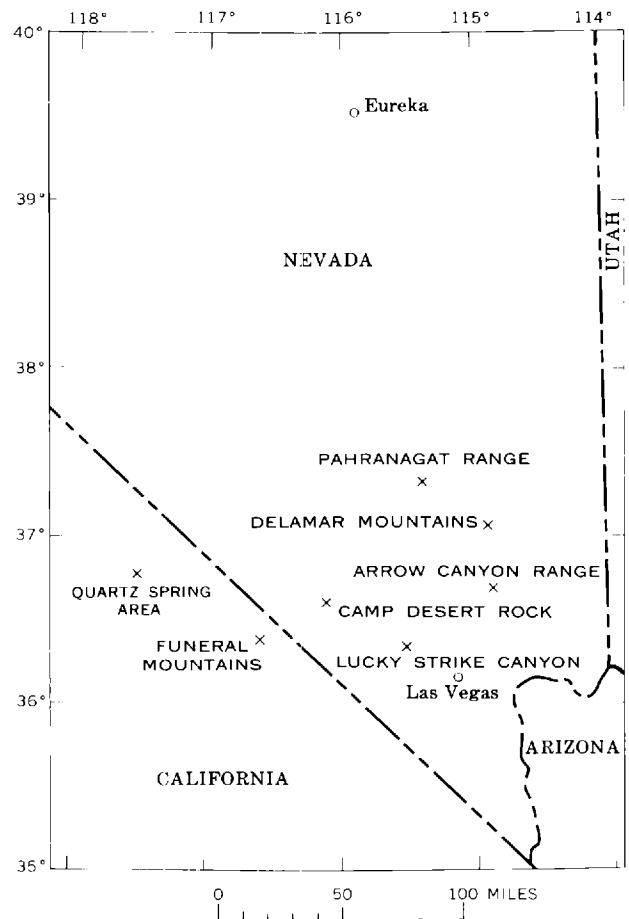 118° 117° 116° 115° 114°
40°
Eureka
39°
NEVADA
UTAH
38°
PAHRANAGAT RANGE
37°
DELAMAR MOUNTAINS
ARROW CANYON RANGE
QUARTZ SPRING
AREA
CAMP DESERT ROCK
FUNERAL
MOUNTAINS
LUCKY STRIKE CANYON
36°
Las Vegas
ARIZONA
CALIFORNIA
35°
0 50 100 MILES